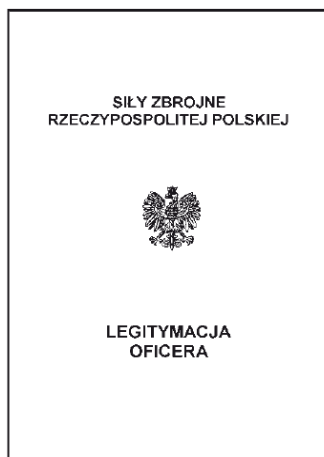 SIŁY ZBROJNE
RZECZYPOSPOLITEJ POLSKIEJ
LEGITYMACJA
OFICERA